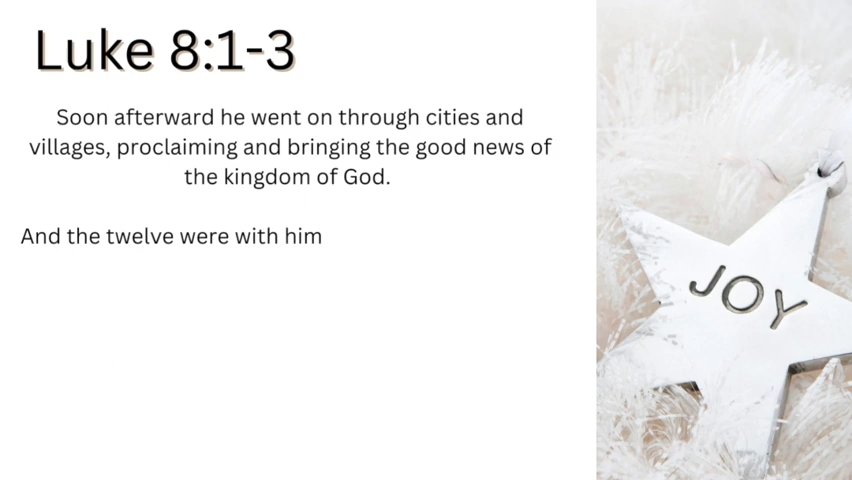 Luke 8:1-3
Soon afterward he went on through cities and
villages, proclaiming and bringing the good news of
the kingdom of God.
And the twelve were with him
JOY